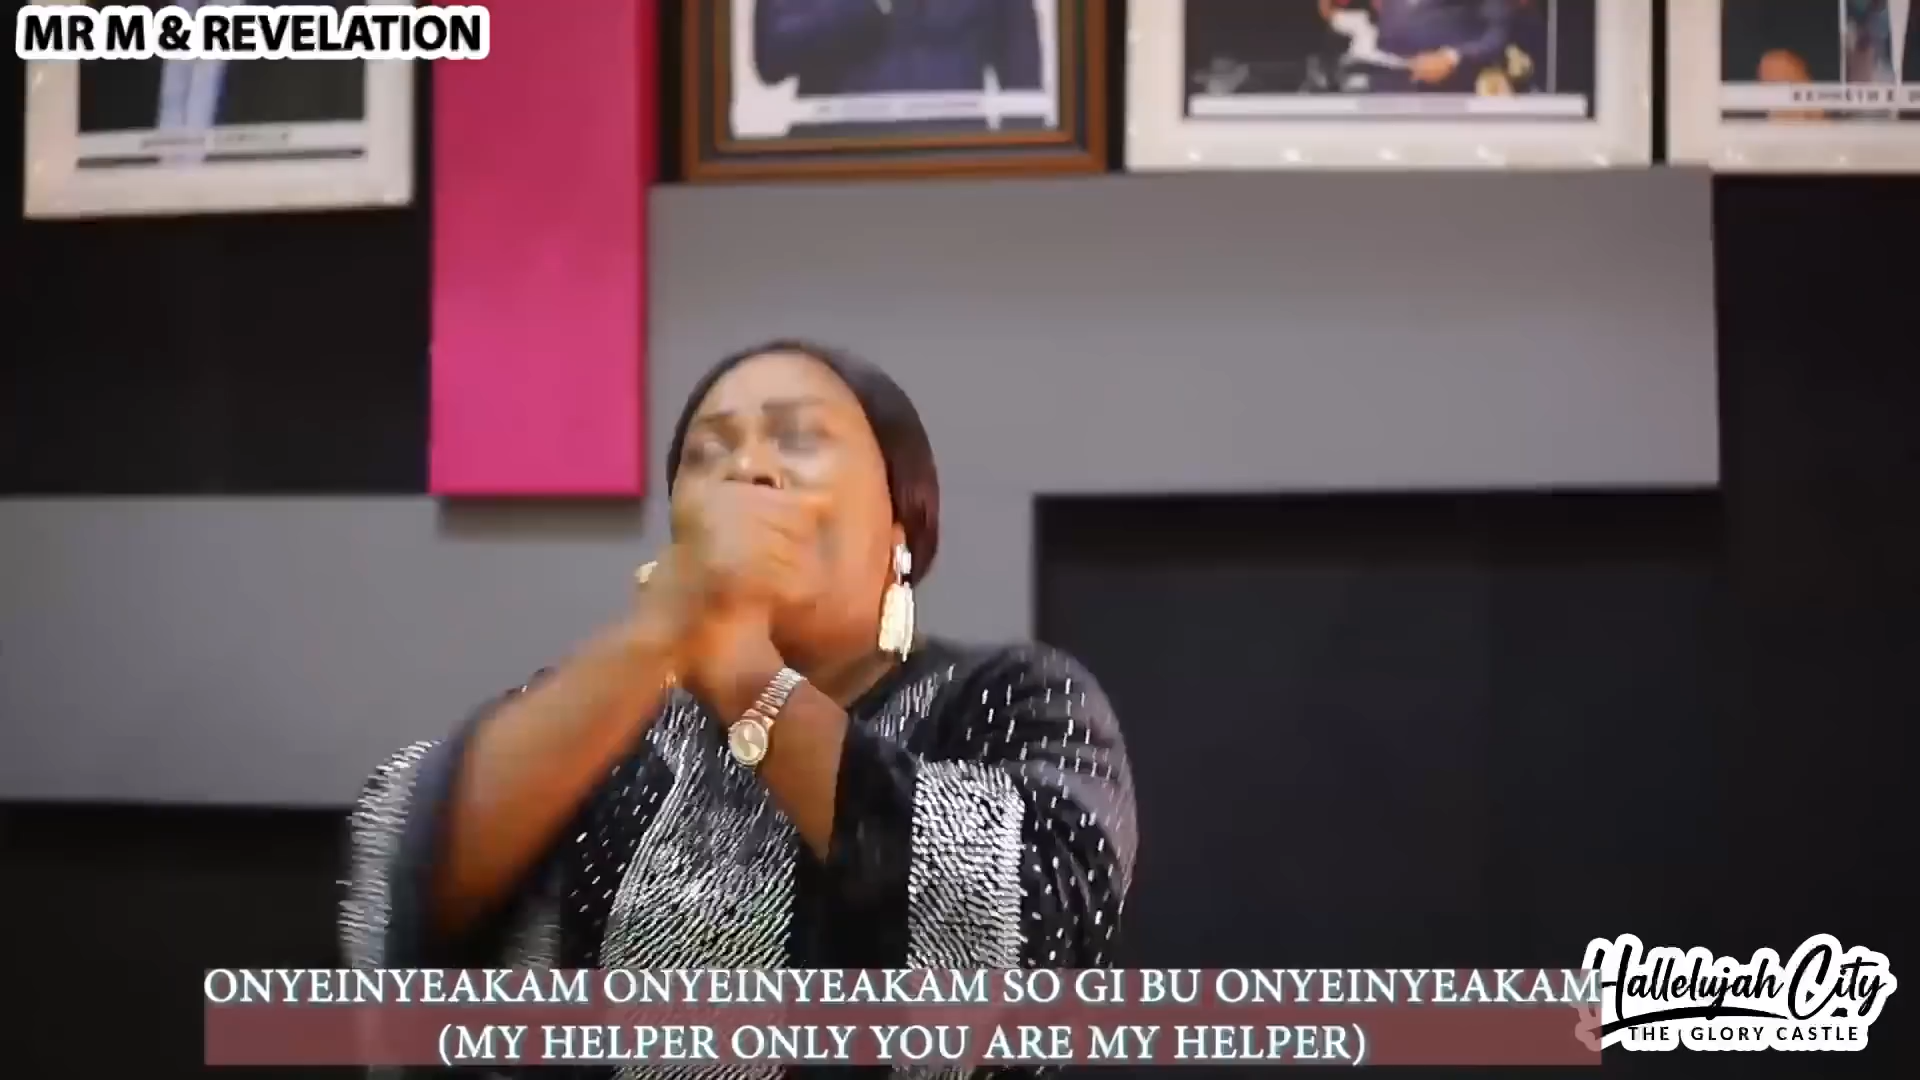 MR M & REVELATION
KENNETH E.
ONYEINYEAKAM ONYEINYEAKAM SO GI BU ONYEINYEAKAM
(MY HELPER ONLY YOU ARE MY HELPER)
Hallelujah City
THE GLORY CASTLE